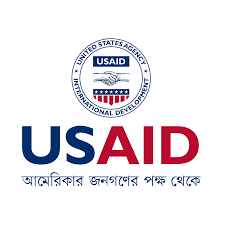 UNITED STATES AGENCY
USAID
INTERNATIONAL DEVELOPMENT
USAID
আমেরিকার জনগণের পক্ষ থেকে